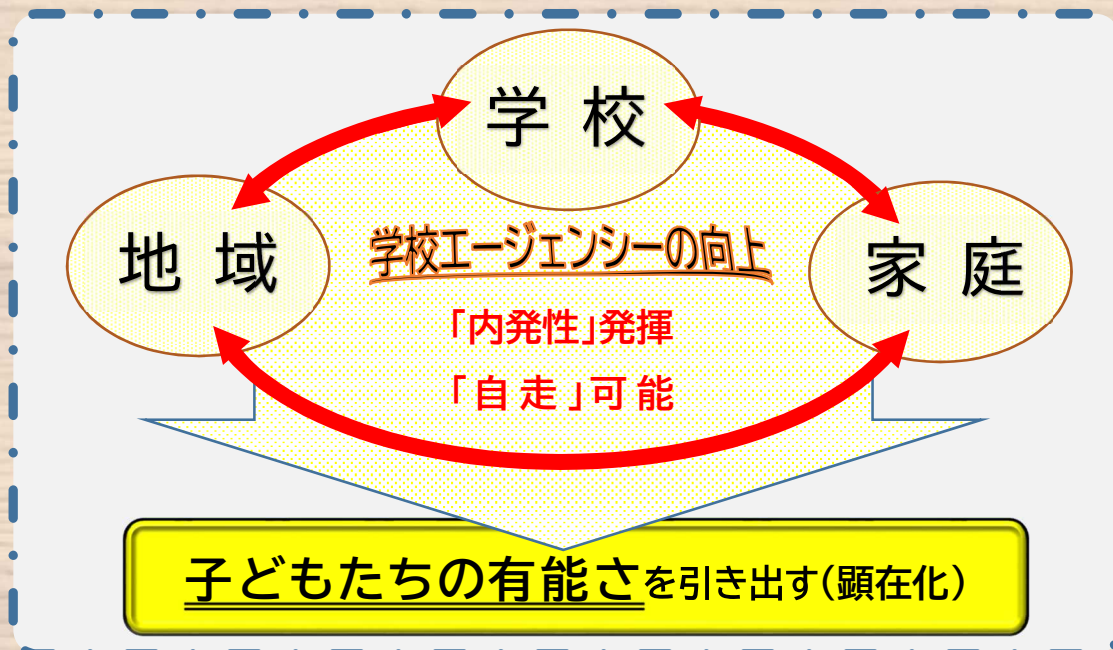 学 校
地 域
家 庭
学校エージェンシーの向上
「内発性」発揮
「 自 走 」可 能
子どもたちの有能さを引き出す(顕在化)